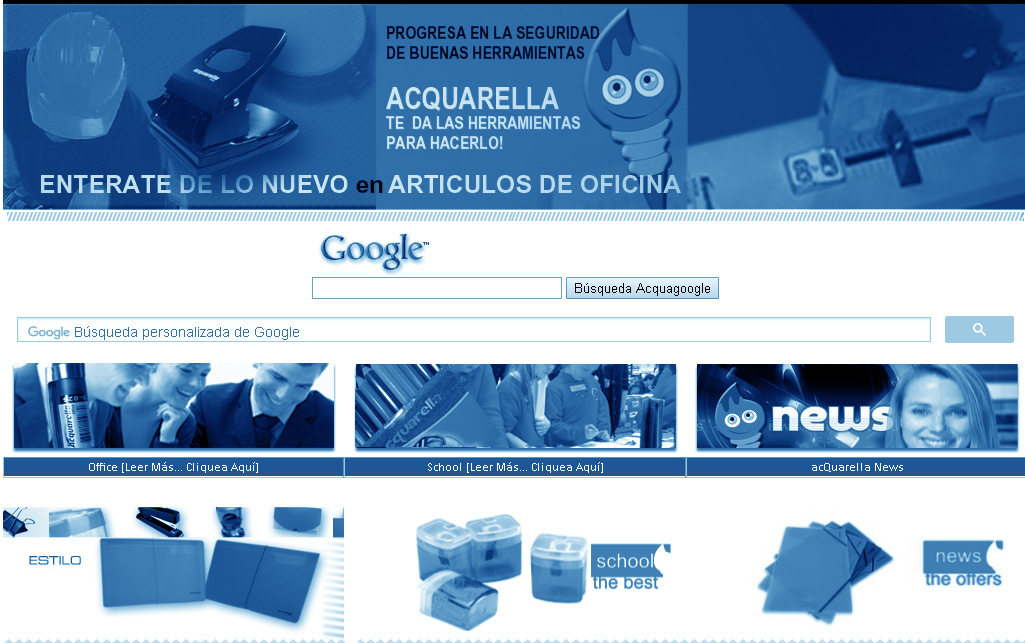 PROGRESA EN LA SEGURIDAD
DE BUENAS HERRAMIENTAS
ACQUARELLA
TE DA LAS HERRAMIENTAS
PARA HACERLO!
ENTERATE DE LO NUEVO en ARTICULOS DE OFICINA
Google™
Búsqueda Acquagoogle
Google Búsqueda personalizada de Google
Acquarella
acquarella
news
Office [Leer Más... Cliquea Aquí]
School [Leer Más... Cliquea Aquí]
acQuarella News
ESTILO
school
the best
news
the offers